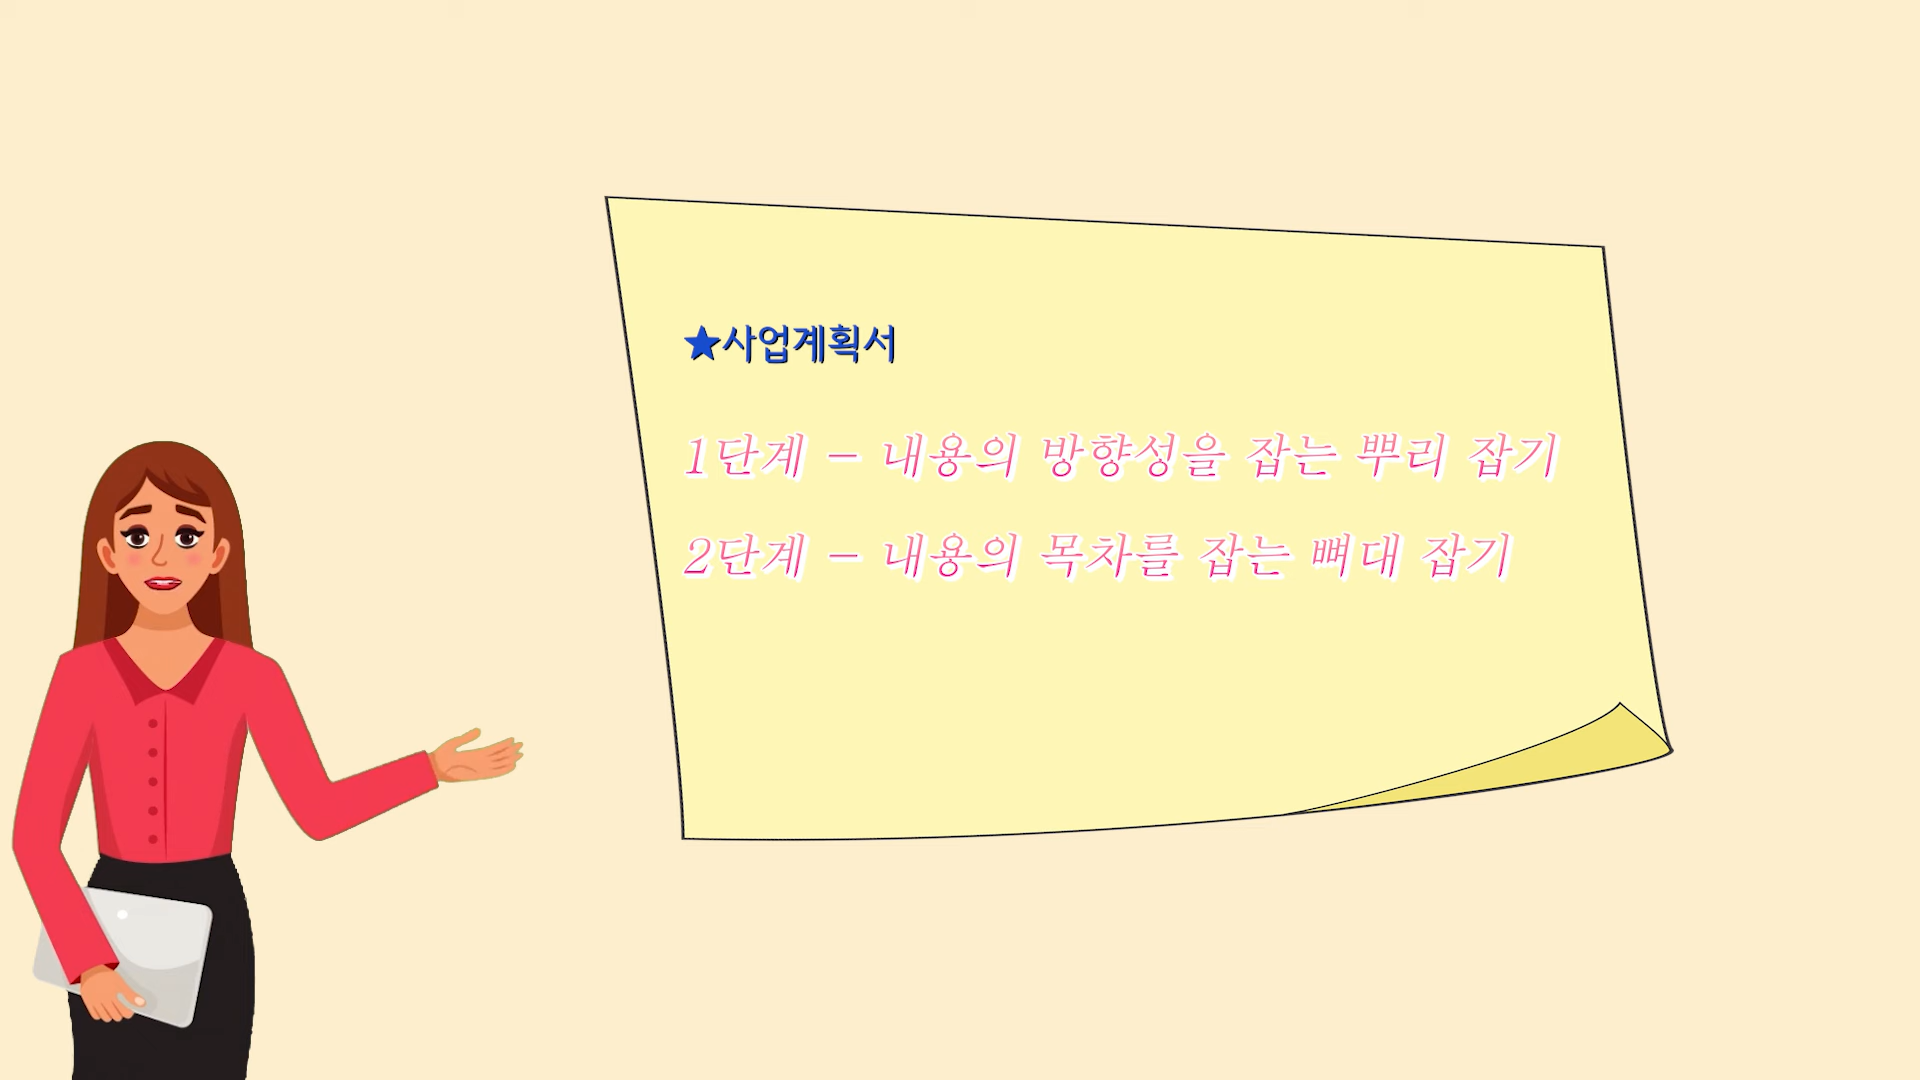 ★사업계획서
1단계 - 내용의 방향성을 잡는 뿌리 잡기
2단계 - 내용의 목차를 잡는 뼈대 잡기